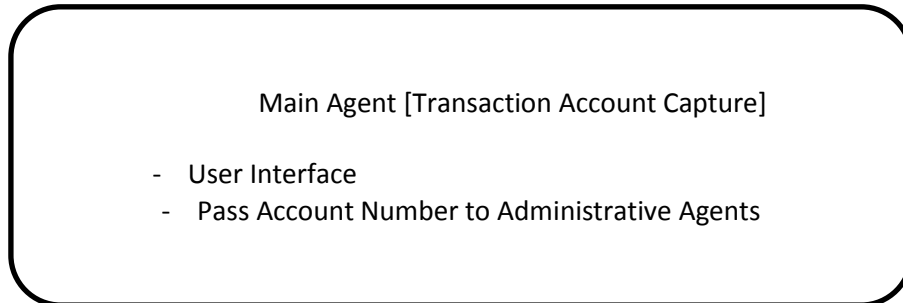 Main Agent [Transaction Account Capture]
- User Interface
- Pass Account Number to Administrative Agents